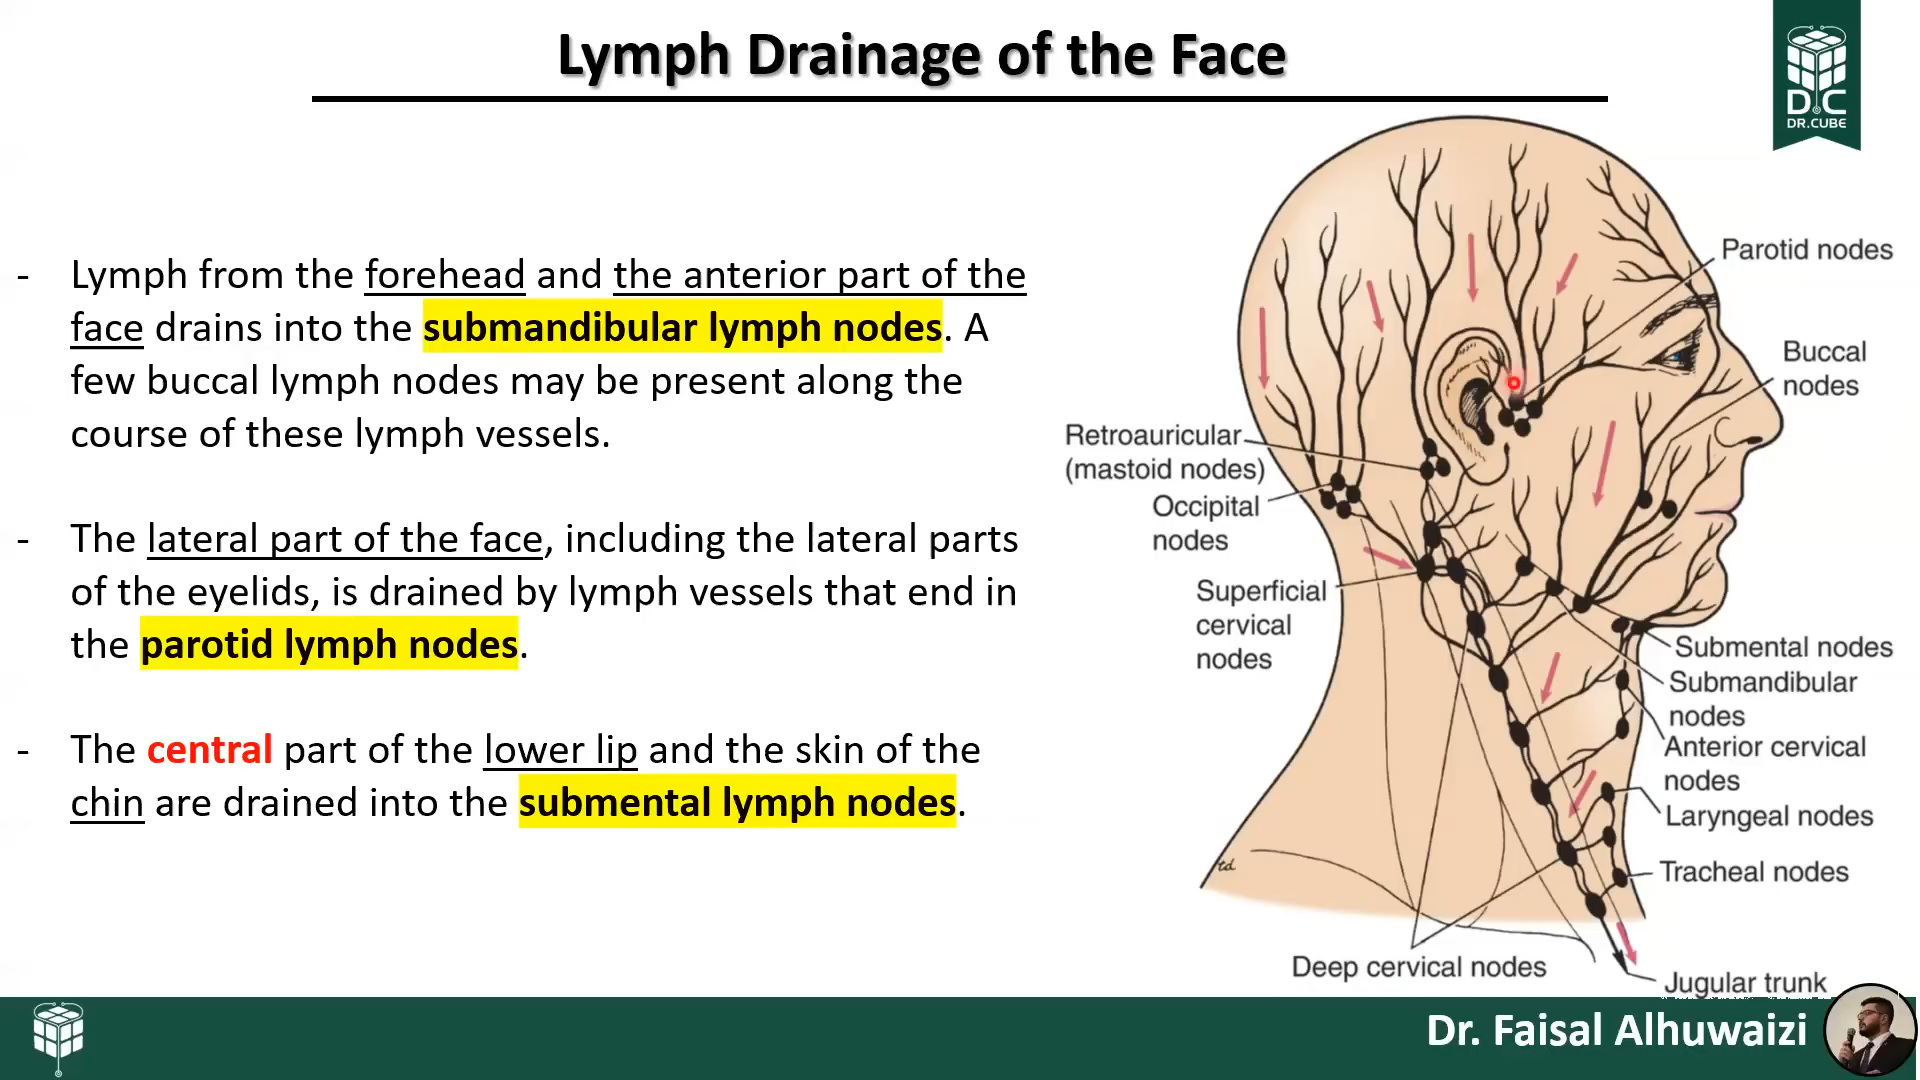 Lymph Drainage of the Face
D C
DR.CUBE
- Lymph from the forehead and the anterior part of the
face drains into the submandibular lymph nodes. A
few buccal lymph nodes may be present along the
course of these lymph vessels.
- The lateral part of the face, including the lateral parts
of the eyelids, is drained by lymph vessels that end in
the parotid lymph nodes.
- The central part of the lower lip and the skin of the
chin are drained into the submental lymph nodes.
Parotid nodes
Buccal
nodes
Retroauricular
(mastoid nodes)
Occipital
nodes
Superficial
cervical
nodes
Submental nodes
Submandibular
nodes
Anterior cervical
nodes
Laryngeal nodes
Tracheal nodes
td
Deep cervical nodes
Jugular trunk
Dr. Faisal Alhuwaizi